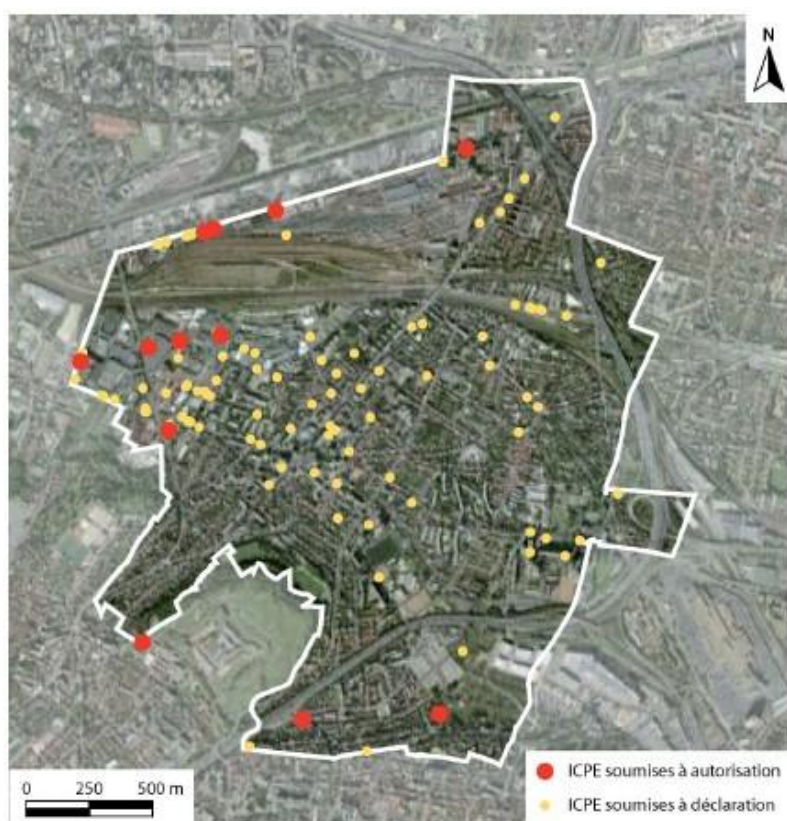 N
0 250 500 m
ICPE soumises à autorisation
ICPE soumises à déclaration